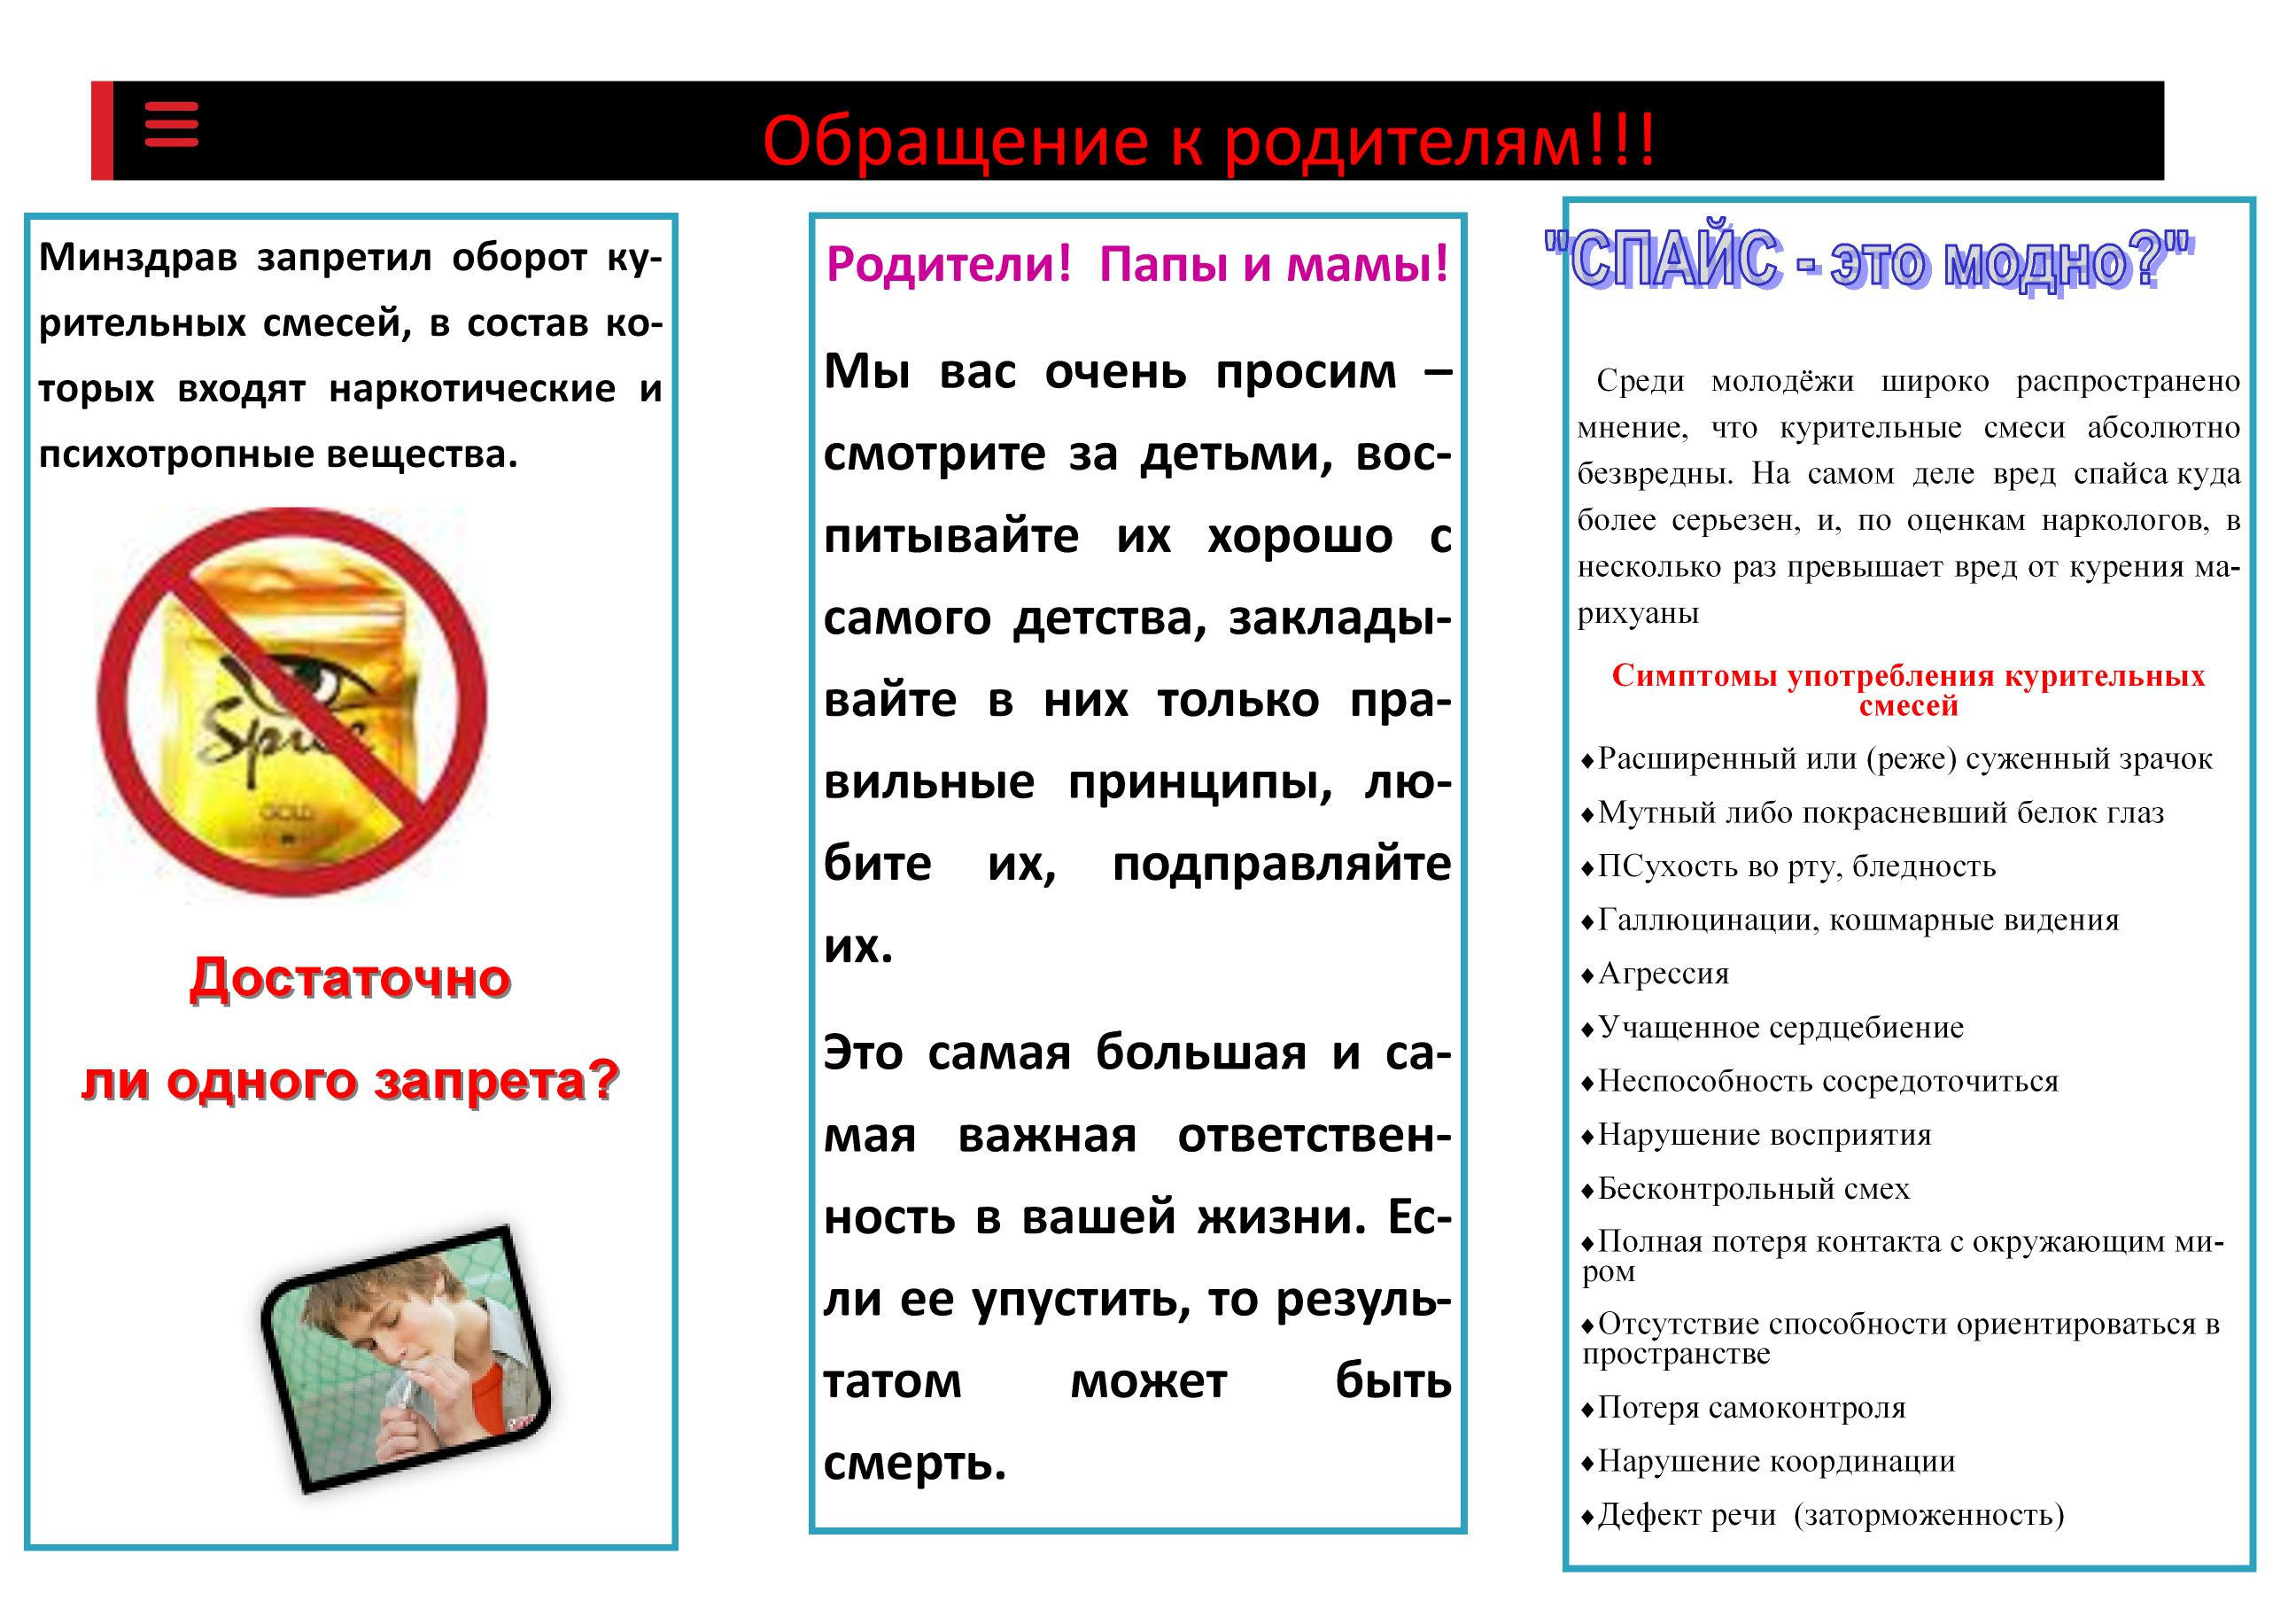 Обращение к родителям!!!
Минздрав запретил оборот ку-
рительных смесей, в состав ко-
торых входят наркотические и
психотропные вещества.
Spice
GOLD
Достаточно
ли одного запрета?
Родители!  Папы и мамы!
Мы вас очень просим –
смотрите за детьми, вос-
питывайте их хорошо с
самого детства, заклады-
вайте в них только пра-
вильные принципы, лю-
бите их, подправляйте
их.
Это самая большая и са-
мая важная ответствен-
ность в вашей жизни. Ес-
ли ее упустить, то резуль-
татом может быть
смерть.
"СПАЙС - это модно?"
Среди молодёжи широко распространено
мнение, что курительные смеси абсолютно
безвредны. На самом деле вред спайса куда
более серьезен, и, по оценкам наркологов, в
несколько раз превышает вред от курения ма-
рихуаны
Симптомы употребления курительных
смесей
♦Расширенный или (реже) суженный зрачок
♦Мутный либо покрасневший белок глаз
♦ПСухость во рту, бледность
♦Галлюцинации, кошмарные видения
♦Агрессия
♦Учащенное сердцебиение
♦Неспособность сосредоточиться
♦Нарушение восприятия
♦Бесконтрольный смех
♦Полная потеря контакта с окружающим ми-
ром
♦Отсутствие способности ориентироваться в
пространстве
♦Потеря самоконтроля
♦Нарушение координации
♦Дефект речи  (заторможенность)